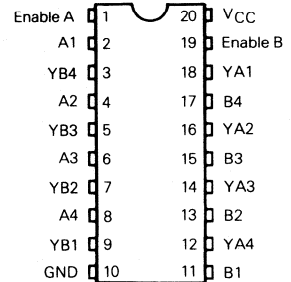 Enable A 1 20 VCC
A1 2 19 Enable B
YB4 3 18 YA1
A2 4 17 B4
YB3 5 16 YA2
A3 6 15 B3
YB2 7 14 YA3
A4 8 13 B2
YB1 9 12 YA4
GND 10 11 B1